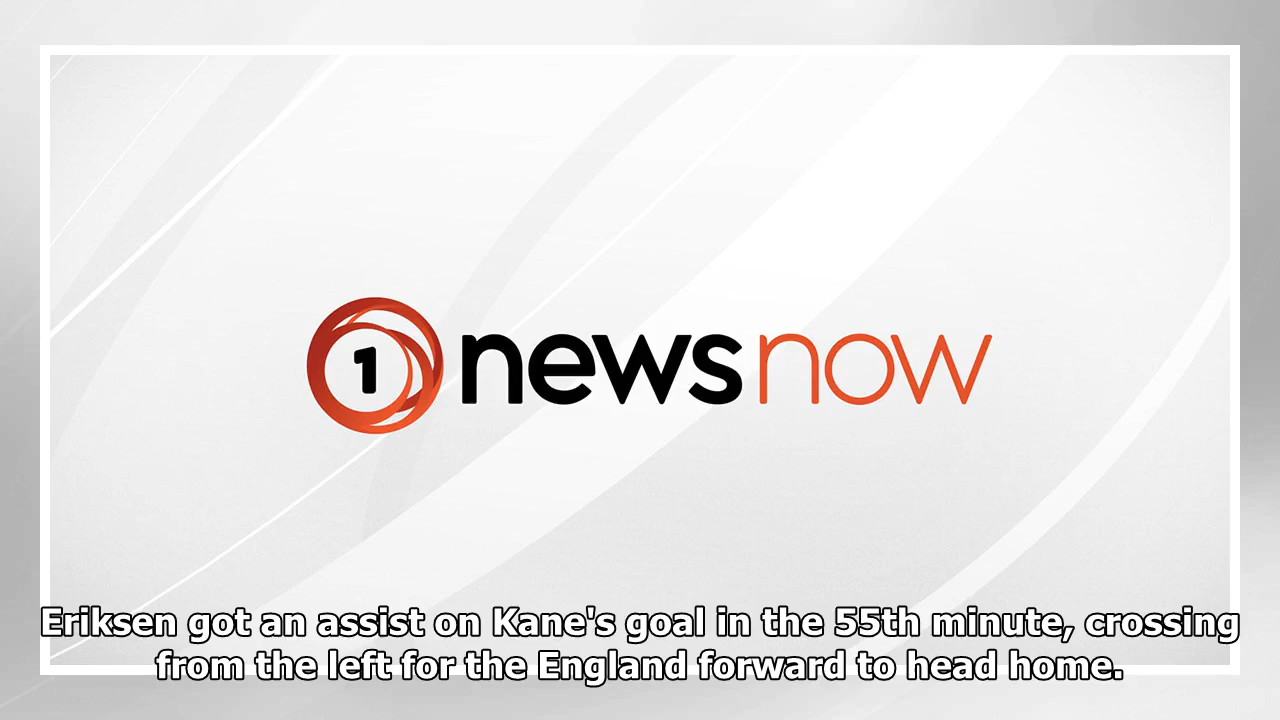 1 newsnow
Eriksen got an assist on Kane's goal in the 55th minute, crossing
from the left for the England forward to head home.